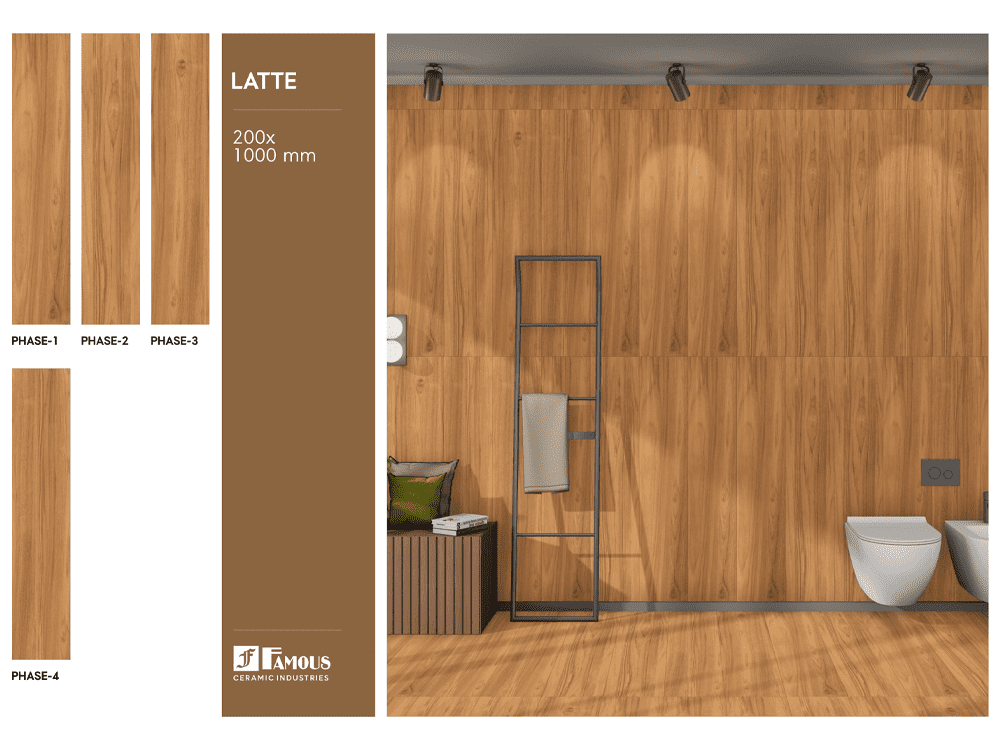 LATTE
200x
1000 mm
PHASE-1
PHASE-2
PHASE-3
PHASE-4
F FAMOUS
CERAMIC INDUSTRIES